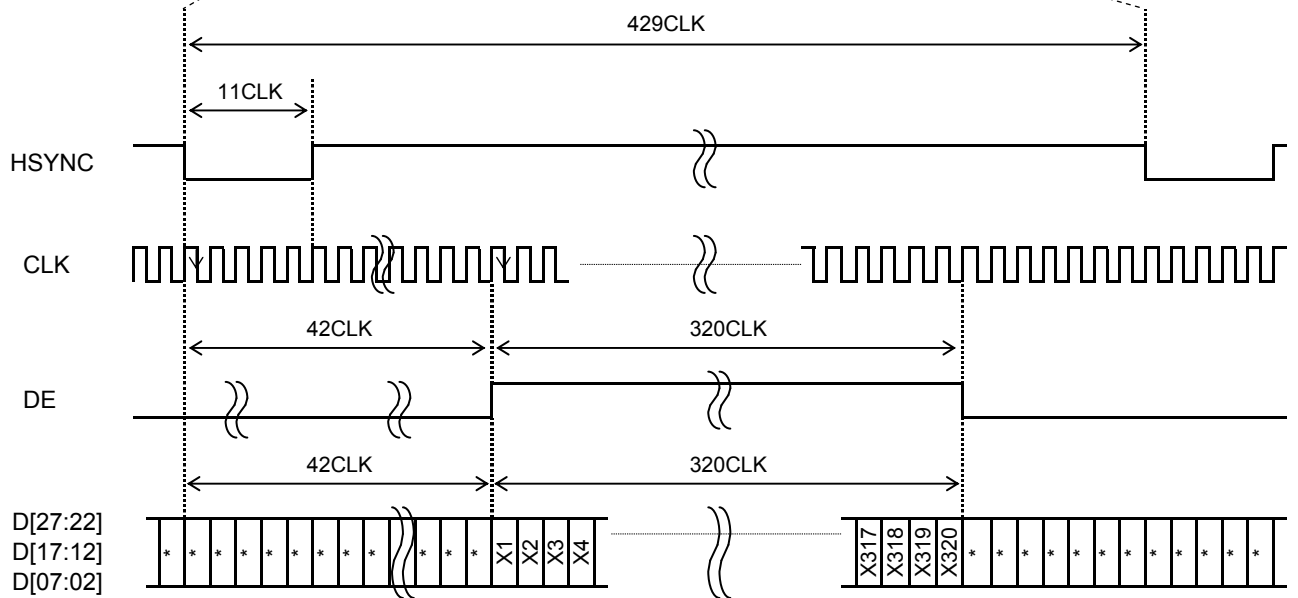 429CLK
11CLK
HSYNC
CLK
42CLK 320CLK
DE
42CLK 320CLK
D[27:22]
D[17:12]
D[07:02]
* * * * * * * * * * * * X1 X2 X3 X4 X317 X318 X319 X320 * * * * * * * * * * * *